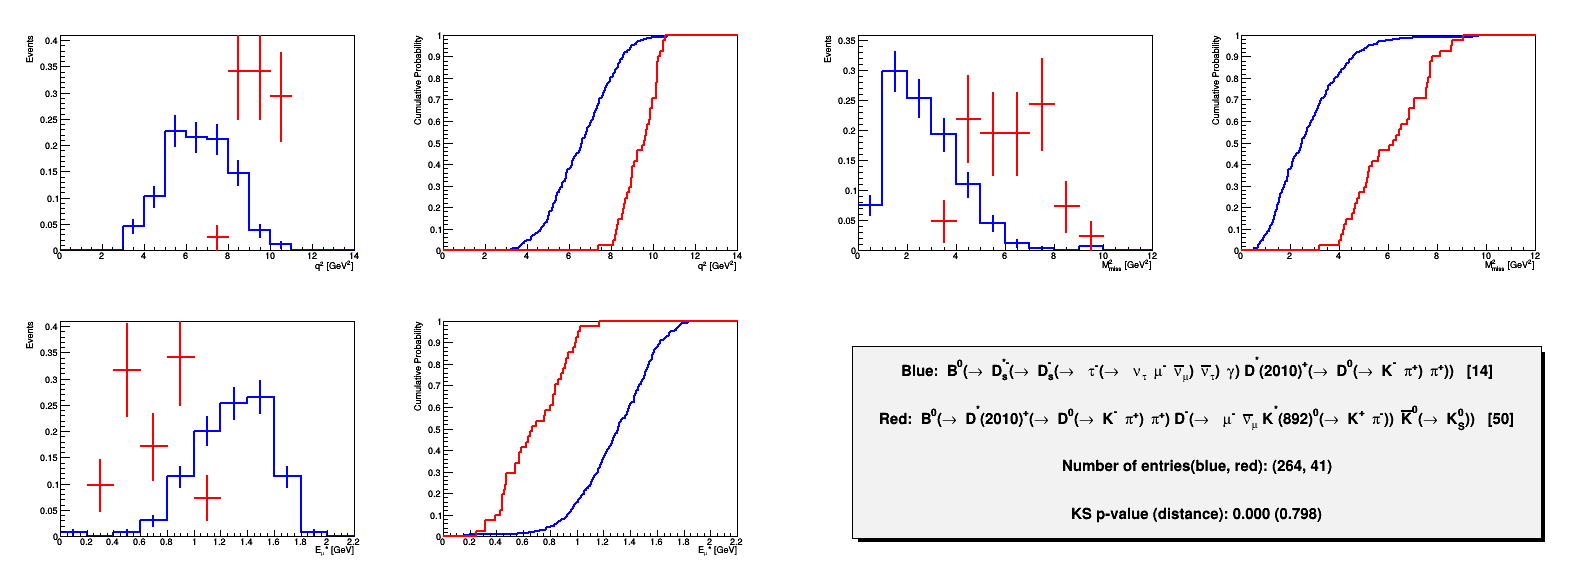 Events
0.4
0.35
0.3
0.25
0.2
0.15
0.1
0.05
0
0 2 4 6 8 10 12 14
q² [GeV²]
Cumulative Probability
1
0.9
0.8
0.7
0.6
0.5
0.4
0.3
0.2
0.1
0
0 2 4 6 8 10 12 14
q² [GeV²]
Events
0.35
0.3
0.25
0.2
0.15
0.1
0.05
0
0 2 4 6 8 10 12
M²miss [GeV²]
Cumulative Probability
1
0.9
0.8
0.7
0.6
0.5
0.4
0.3
0.2
0.1
0
0 2 4 6 8 10 12
M²miss [GeV²]
Events
0.4
0.35
0.3
0.25
0.2
0.15
0.1
0.05
0
0 0.2 0.4 0.6 0.8 1 1.2 1.4 1.6 1.8 2 2.2
Eμ* [GeV]
Cumulative Probability
1
0.9
0.8
0.7
0.6
0.5
0.4
0.3
0.2
0.1
0
0 0.2 0.4 0.6 0.8 1 1.2 1.4 1.6 1.8 2 2.2
Eμ* [GeV]
Blue: B⁰(→ Dₛ*⁻(→ Dₛ⁻(→ τ⁻(→ ν_τ μ⁻ ν̅_μ) ν̅_τ) γ) D*(2010)⁺(→ D⁰(→ K⁻ π⁺) π⁺)) [14]
Red: B⁰(→ D*(2010)⁺(→ D⁰(→ K⁻ π⁺) π⁺) D⁻(→ μ⁻ ν̅_μ K*(892)⁰(→ K⁺ π⁻)) K̅⁰(→ K⁰_S)) [50]
Number of entries(blue, red): (264, 41)
KS p-value (distance): 0.000 (0.798)